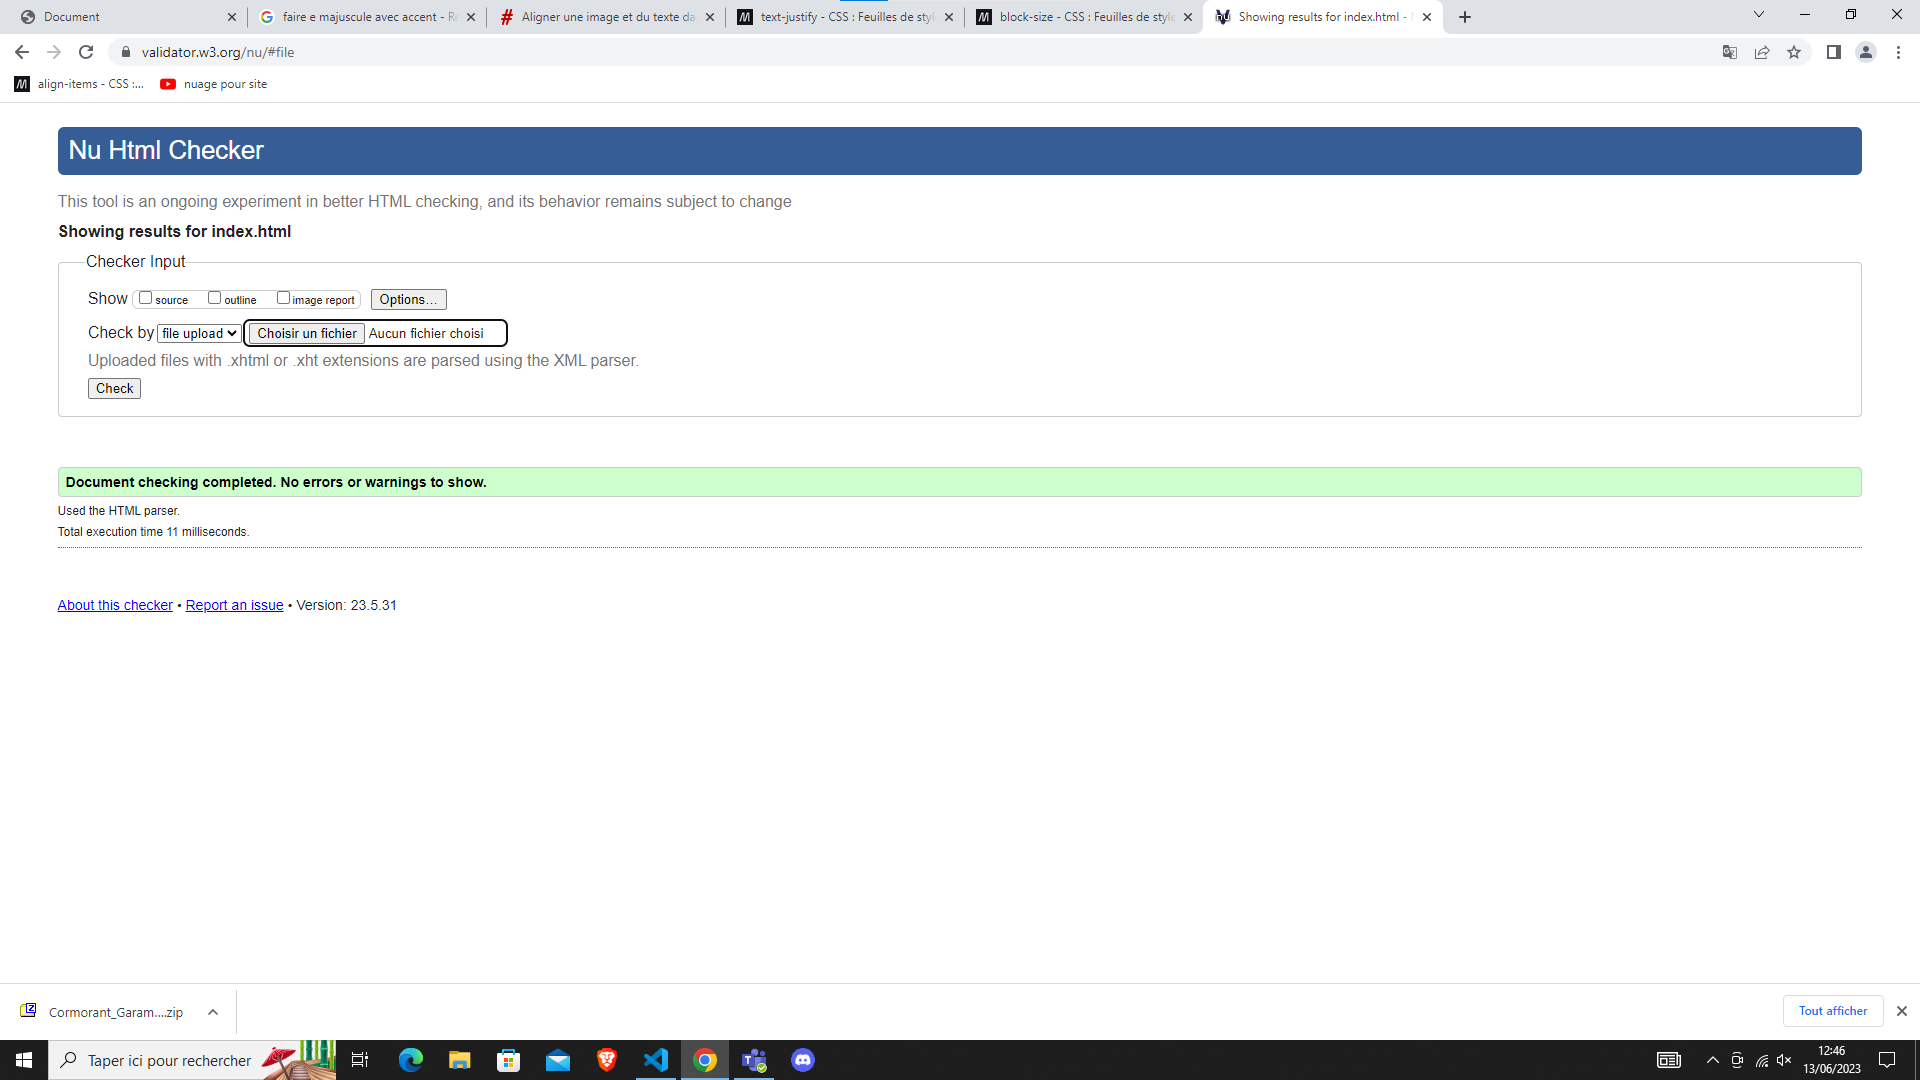 Document
faire e majuscule avec accent - Re
Aligner une image et du texte da
text-justify - CSS : Feuilles de styl
block-size - CSS : Feuilles de style
Showing results for index.html -
validator.w3.org/nu/#file
align-items - CSS :...
nuage pour site
Nu Html Checker
This tool is an ongoing experiment in better HTML checking, and its behavior remains subject to change
Showing results for index.html
Checker Input
Show source outline image report Options...
Check by file upload Choisir un fichier Aucun fichier choisi
Uploaded files with .xhtml or .xht extensions are parsed using the XML parser.
Check
Document checking completed. No errors or warnings to show.
Used the HTML parser.
Total execution time 11 milliseconds.
About this checker • Report an issue • Version: 23.5.31
Cormorant_Garam....zip
Tout afficher
Taper ici pour rechercher
12:46
13/06/2023